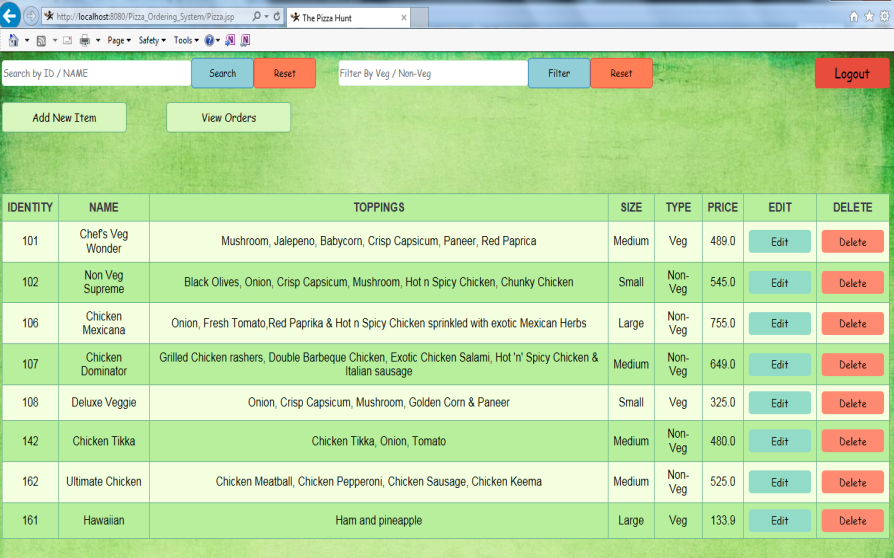 http://localhost:8080/Pizza_Ordering_System/Pizza.jsp
The Pizza Hunt
Page Safety Tools
Search by ID / NAME Search Reset Filter By Veg / Non-Veg Filter Reset Logout
Add New Item View Orders
IDENTITY NAME TOPPINGS SIZE TYPE PRICE EDIT DELETE
101 Chef's Veg Wonder Mushroom, Jalepeno, Babycorn, Crisp Capsicum, Paneer, Red Paprica Medium Veg 489.0 Edit Delete
102 Non Veg Supreme Black Olives, Onion, Crisp Capsicum, Mushroom, Hot n Spicy Chicken, Chunky Chicken Small Non-Veg 545.0 Edit Delete
106 Chicken Mexicana Onion, Fresh Tomato,Red Paprika & Hot n Spicy Chicken sprinkled with exotic Mexican Herbs Large Non-Veg 755.0 Edit Delete
107 Chicken Dominator Grilled Chicken rashers, Double Barbeque Chicken, Exotic Chicken Salami, Hot 'n' Spicy Chicken & Italian sausage Medium Non-Veg 649.0 Edit Delete
108 Deluxe Veggie Onion, Crisp Capsicum, Mushroom, Golden Corn & Paneer Small Veg 325.0 Edit Delete
142 Chicken Tikka Chicken Tikka, Onion, Tomato Medium Non-Veg 480.0 Edit Delete
162 Ultimate Chicken Chicken Meatball, Chicken Pepperoni, Chicken Sausage, Chicken Keema Medium Non-Veg 525.0 Edit Delete
161 Hawaiian Ham and pineapple Large Veg 133.9 Edit Delete